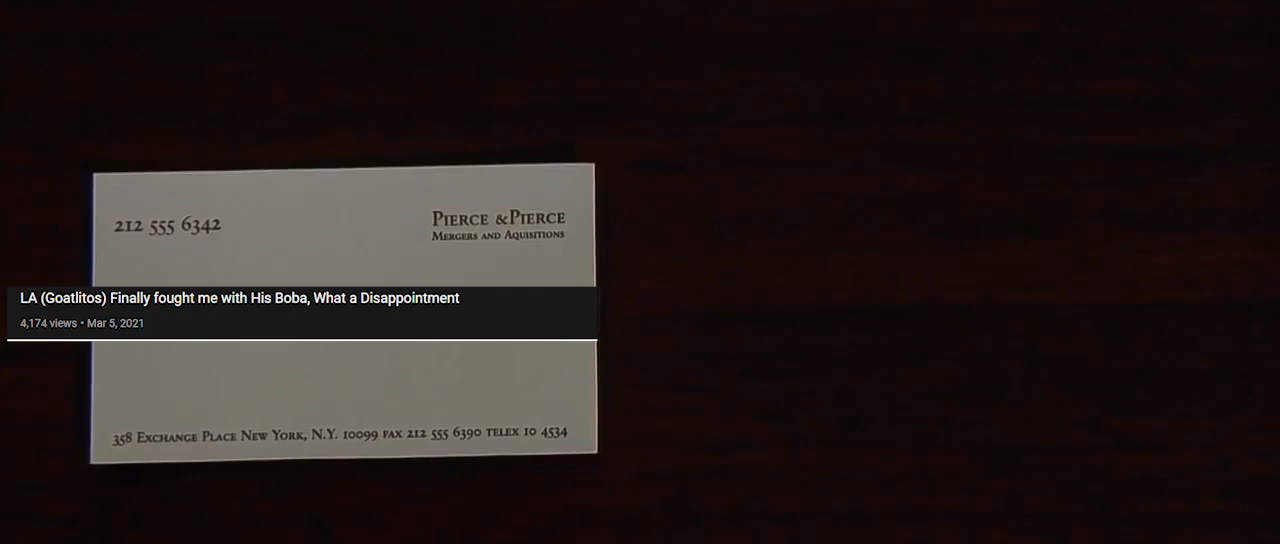 212 555 6342
PIERCE & PIERCE
MERGERS AND AQUISITIONS
LA (Goatlitos) Finally fought me with His Boba, What a Disappointment
4,174 views • Mar 5, 2021
358 EXCHANGE PLACE NEW YORK, N.Y. 10099 FAX 212 555 6390 TELEX 10 4534